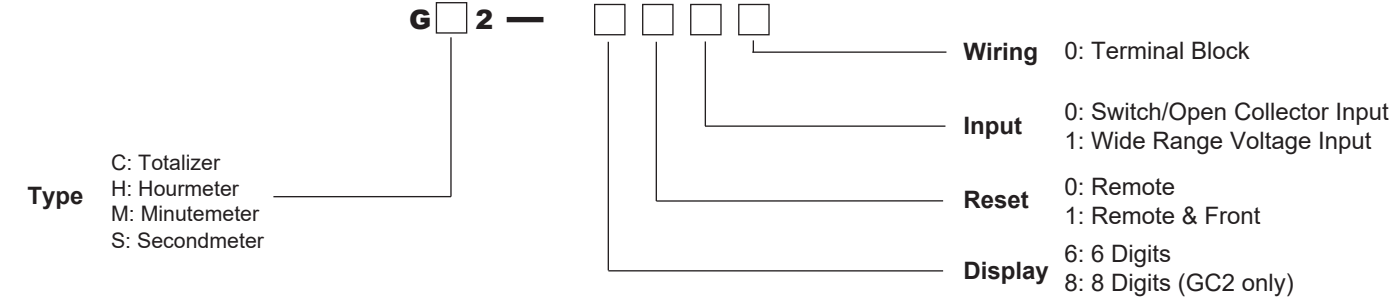 G□2 — □□□□
Wiring 0: Terminal Block
Input 0: Switch/Open Collector Input
1: Wide Range Voltage Input
Type C: Totalizer
H: Hourmeter
M: Minutemeter
S: Secondmeter
Reset 0: Remote
1: Remote & Front
Display 6: 6 Digits
8: 8 Digits (GC2 only)